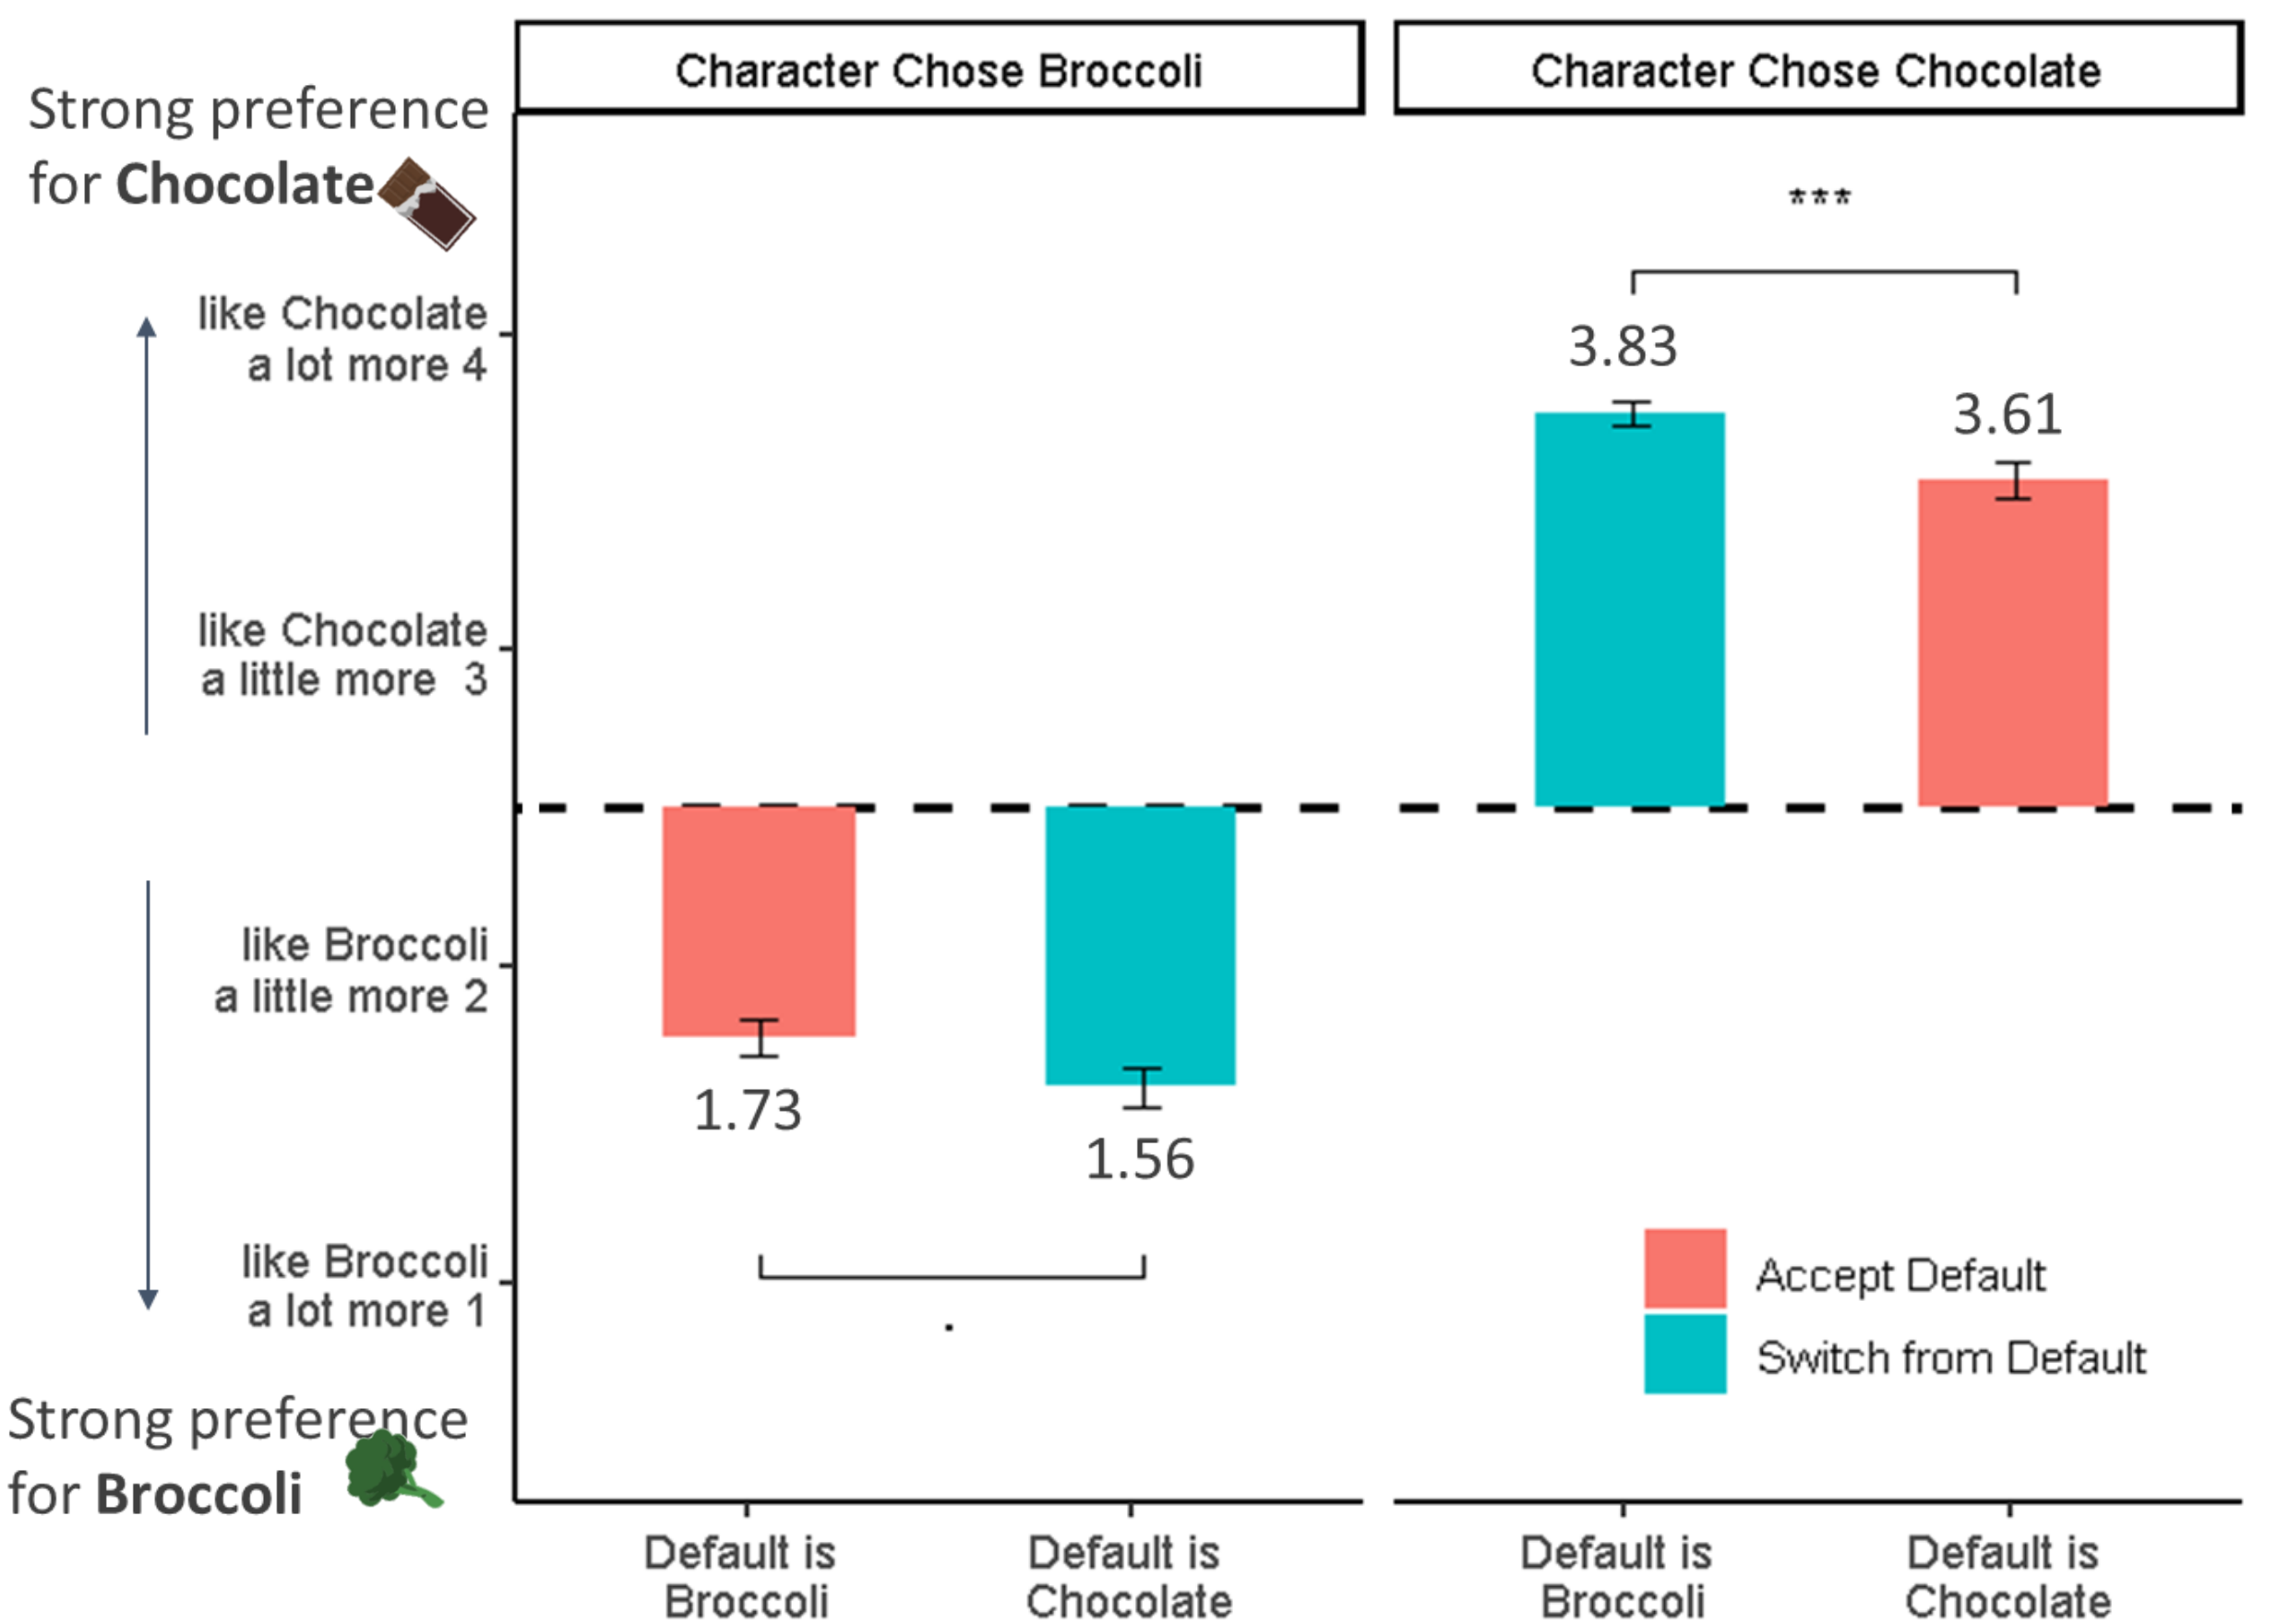 Character Chose Broccoli
Character Chose Chocolate
Strong preference
for Chocolate
***
like Chocolate
a lot more 4
3.83
3.61
like Chocolate
a little more 3
like Broccoli
a little more 2
1.73
1.56
like Broccoli
a lot more 1
.
Accept Default
Switch from Default
Strong preference
for Broccoli
Default is
Broccoli
Default is
Chocolate
Default is
Broccoli
Default is
Chocolate